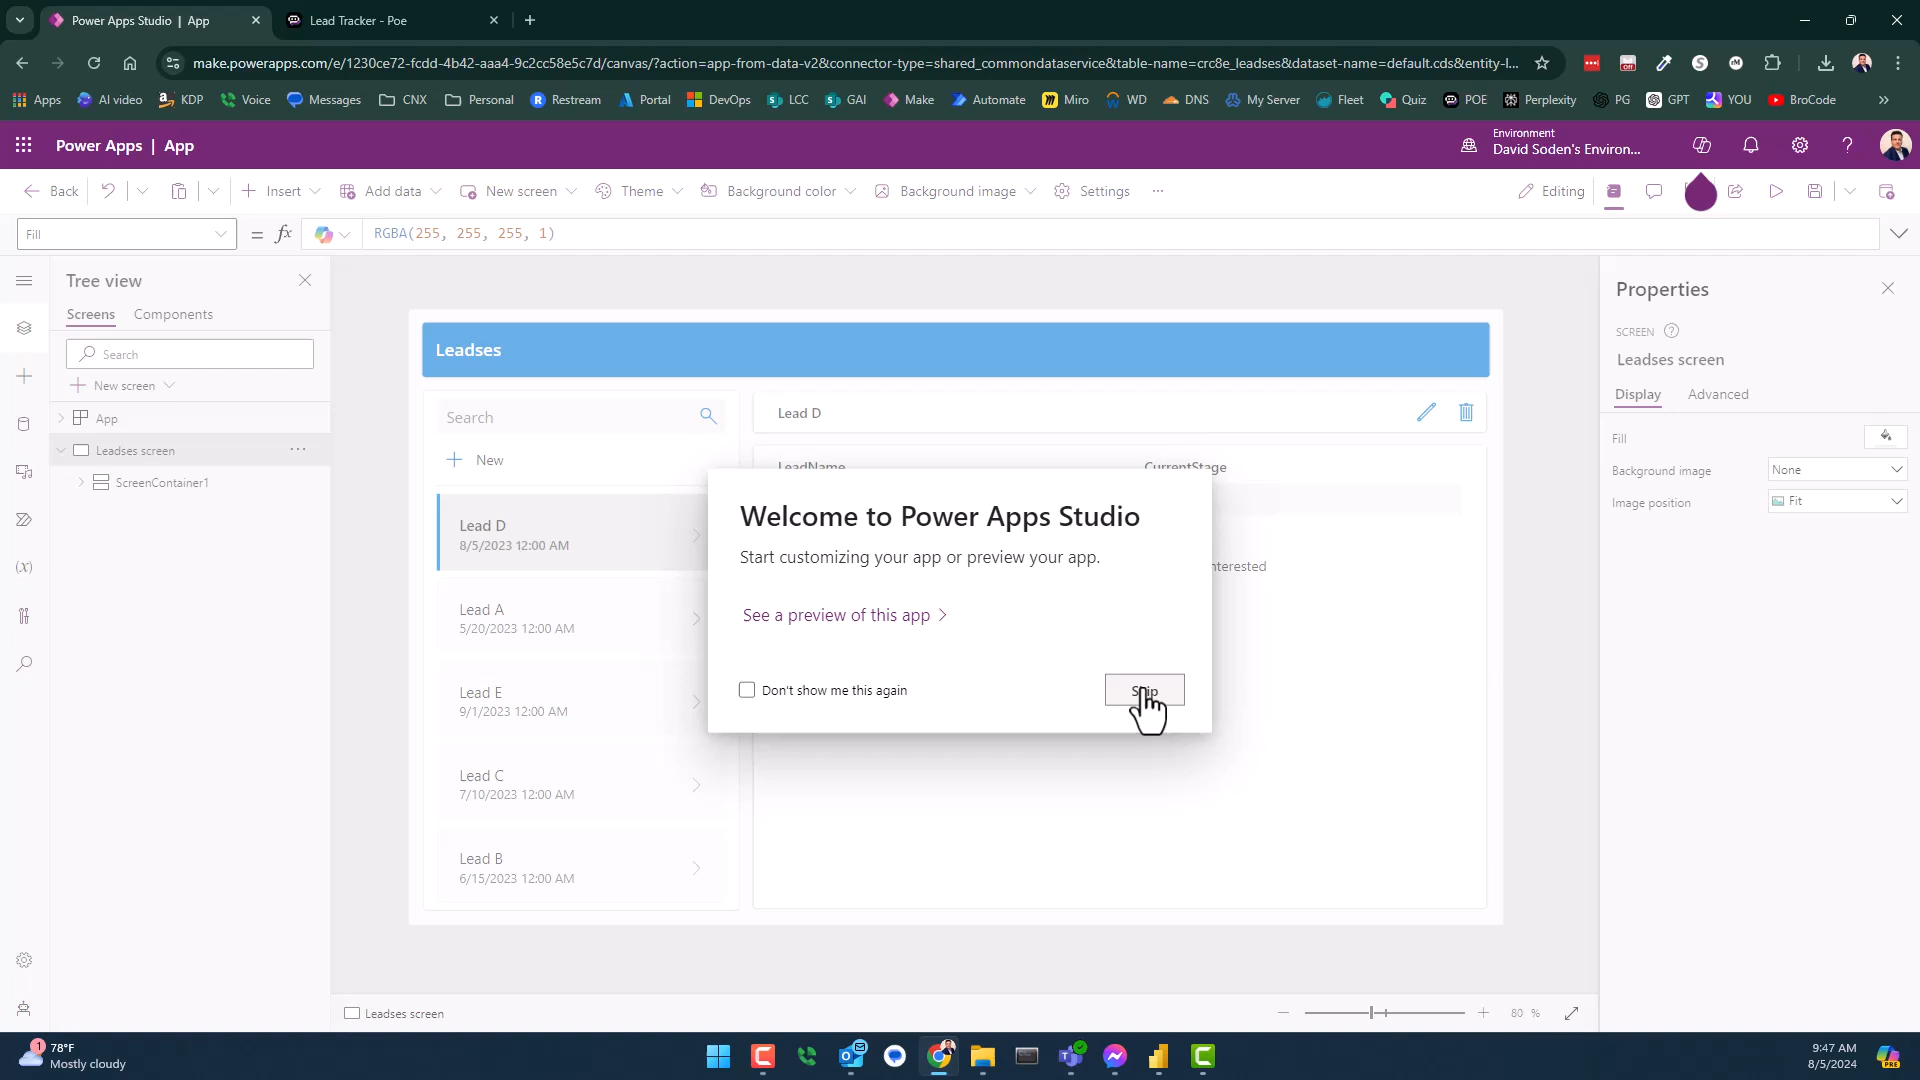 Power Apps Studio | App
Lead Tracker - Poe
make.powerapps.com/e/1230ce72-fcdd-4b42-aaa4-9c2cc58e5c7d/canvas/?action=app-from-data-v2&connector-type=shared_commondataservice&table-name=crc8e_leadses&dataset-name=default.cds&entity-l...
Apps
AI video
KDP
Voice
Messages
CNX
Personal
Restream
Portal
DevOps
LCC
GAI
Make
Automate
Miro
WD
DNS
My Server
Fleet
Quiz
POE
Perplexity
PG
GPT
YOU
BroCode
Power Apps | App
Environment
David Soden's Environ...
Back
Insert
Add data
New screen
Theme
Background color
Background image
Settings
Editing
Fill
= fx
RGBA(255, 255, 255, 1)
Tree view
Screens
Components
Search
New screen
App
Leadses screen
ScreenContainer1
Leadses
Search
New
Lead D
8/5/2023 12:00 AM
Lead A
5/20/2023 12:00 AM
Lead E
9/1/2023 12:00 AM
Lead C
7/10/2023 12:00 AM
Lead B
6/15/2023 12:00 AM
Lead D
LeadName
CurrentStage
nterested
Welcome to Power Apps Studio
Start customizing your app or preview your app.
See a preview of this app
Don't show me this again
Skip
Properties
SCREEN
Leadses screen
Display
Advanced
Fill
Background image
None
Image position
Fit
Leadses screen
80 %
1
78°F
Mostly cloudy
9:47 AM
8/5/2024